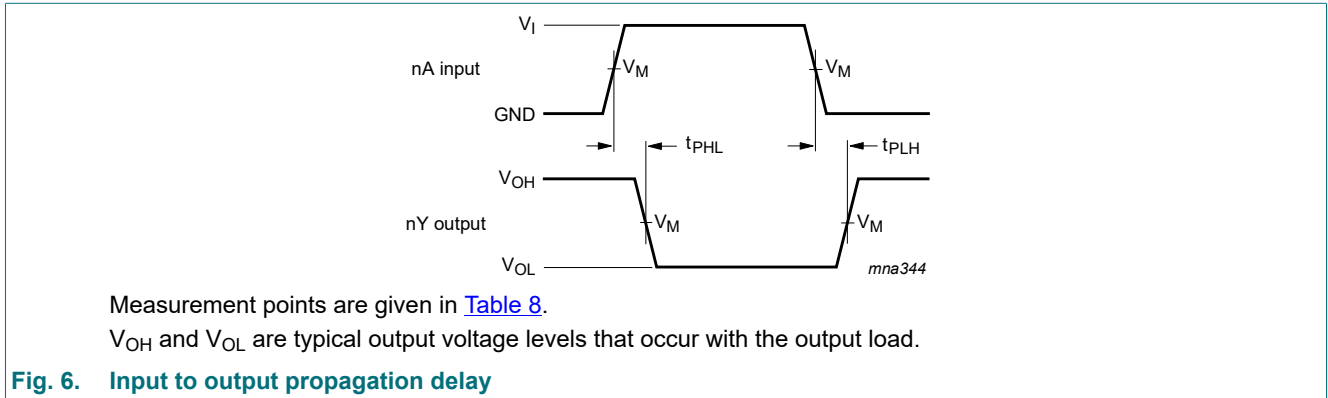 V_I
nA input
V_M
V_M
GND
t_PHL
t_PLH
V_OH
nY output
V_M
V_M
V_OL
mna344
Measurement points are given in Table 8.
V_OH and V_OL are typical output voltage levels that occur with the output load.
Fig. 6. Input to output propagation delay